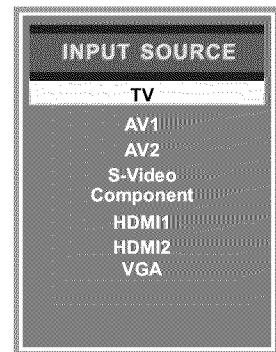 INPUT SOURCE
TV
AV1
AV2
S-Video
Component
HDMI1
HDMI2
VGA